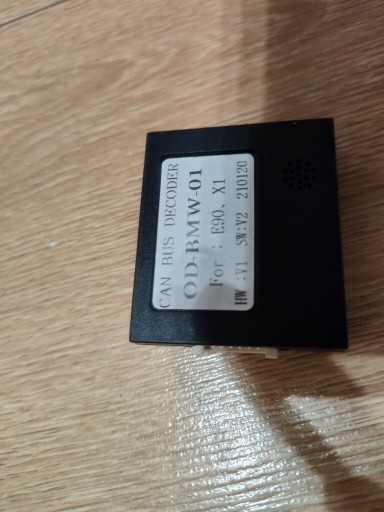 CAN BUS DECODER
OD-BMW-01
For : E90、X1
HW :V1 SW:V2 210120